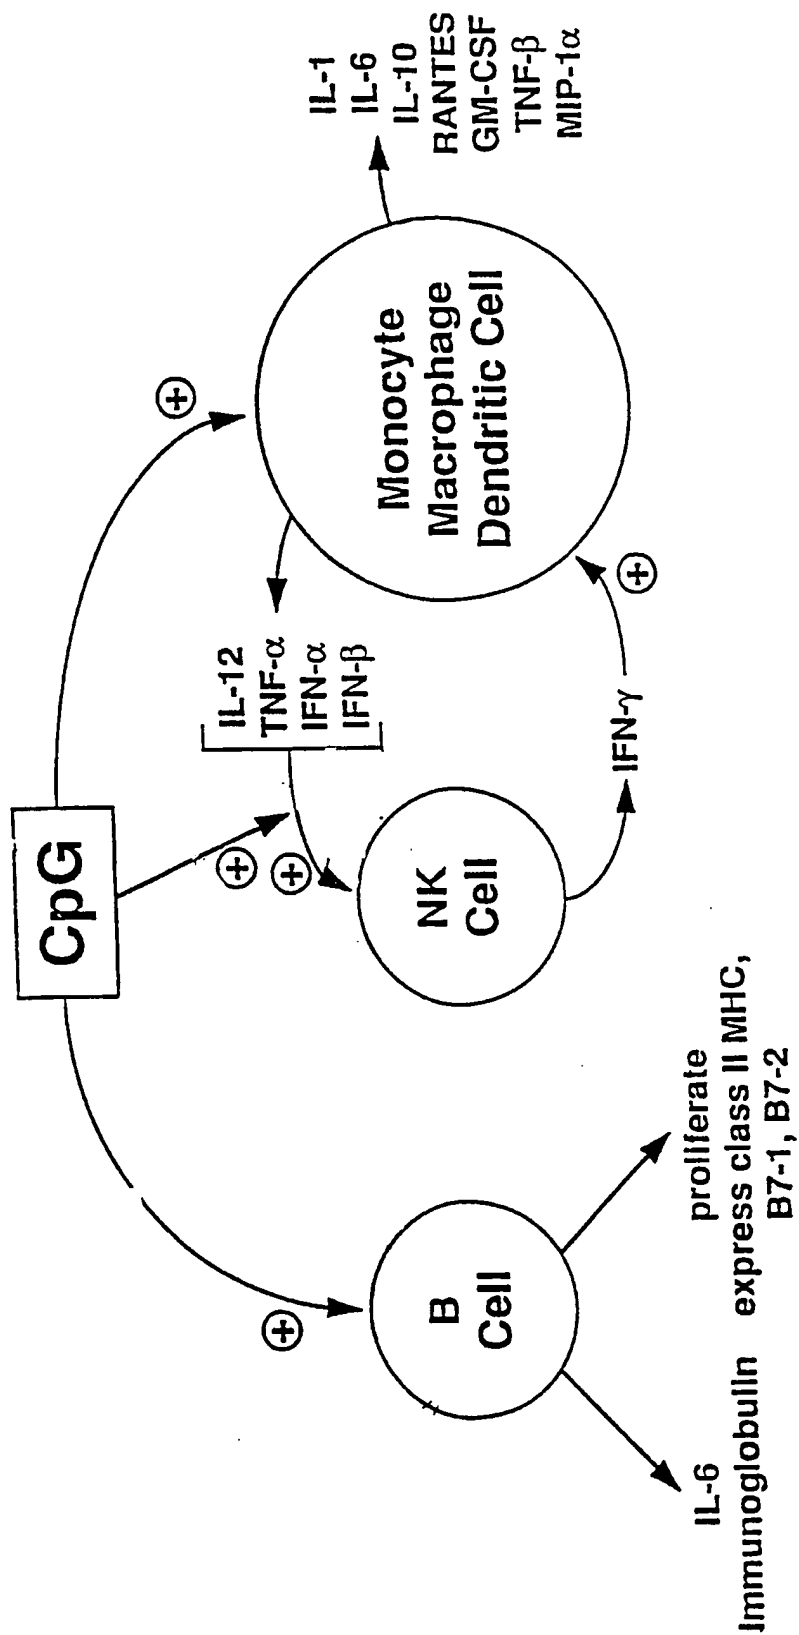 CpG
+
+
+
+
IL-12
TNF-α
IFN-α
IFN-β
IL-1
IL-6
IL-10
RANTES
GM-CSF
TNF-β
MIP-1α
B
Cell
NK
Cell
Monocyte
Macrophage
Dendritic Cell
IFN-γ
+
IL-6
Immunoglobulin
proliferate
express class II MHC,
B7-1, B7-2